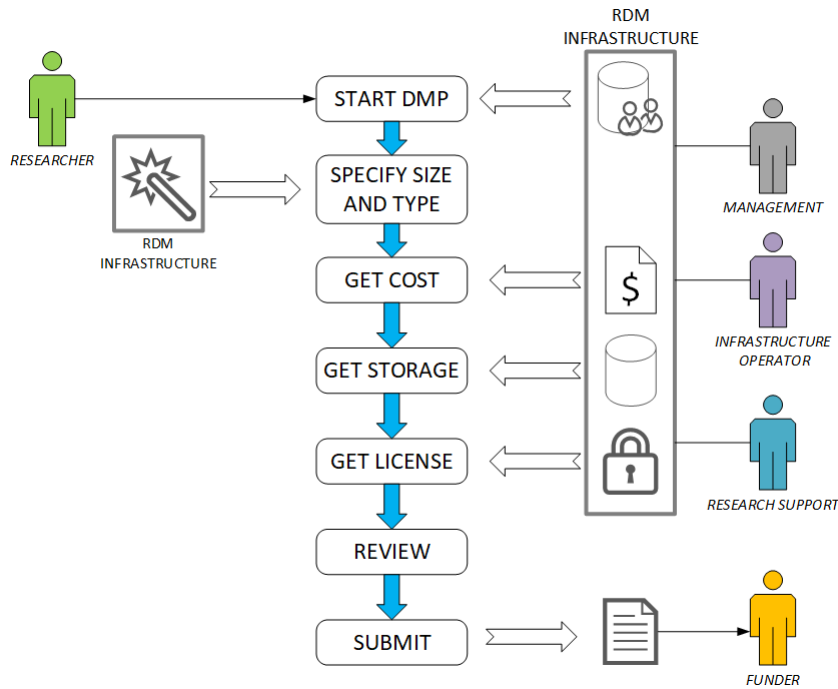 RDM
INFRASTRUCTURE
START DMP
RESEARCHER
SPECIFY SIZE
AND TYPE
MANAGEMENT
RDM
INFRASTRUCTURE
GET COST
$
INFRASTRUCTURE
OPERATOR
GET STORAGE
GET LICENSE
RESEARCH SUPPORT
REVIEW
SUBMIT
FUNDER